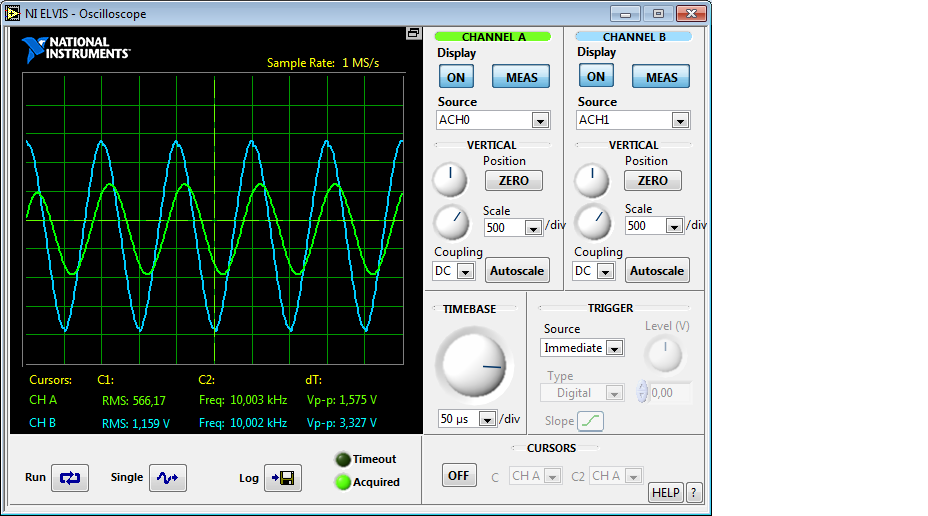 NI ELVIS - Oscilloscope
NATIONAL
INSTRUMENTS™
Sample Rate: 1 MS/s
Cursors: C1: C2: dT:
CH A RMS: 566,17 Freq: 10,003 kHz Vp-p: 1,575 V
CH B RMS: 1,159 V Freq: 10,002 kHz Vp-p: 3,327 V
Run Single Log
Timeout
Acquired
CHANNEL A
Display
ON MEAS
Source
ACH0
VERTICAL
Position
ZERO
Scale
500 /div
Coupling
DC Autoscale
CHANNEL B
Display
ON MEAS
Source
ACH1
VERTICAL
Position
ZERO
Scale
500 /div
Coupling
DC Autoscale
TIMEBASE
50 µs /div
TRIGGER
Source
Immediate
Level (V)
Type
Digital
0,00
Slope
CURSORS
OFF C CH A C2 CH A
HELP ?